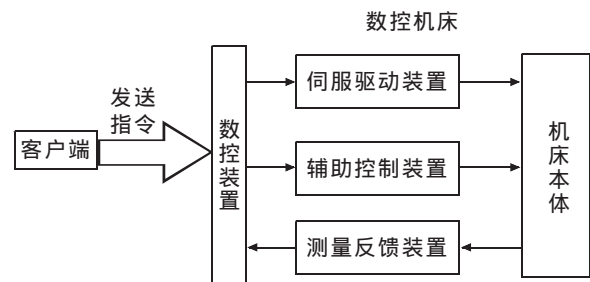 数控机床
发送
指令
客户端
数控装置
伺服驱动装置
辅助控制装置
测量反馈装置
机床本体